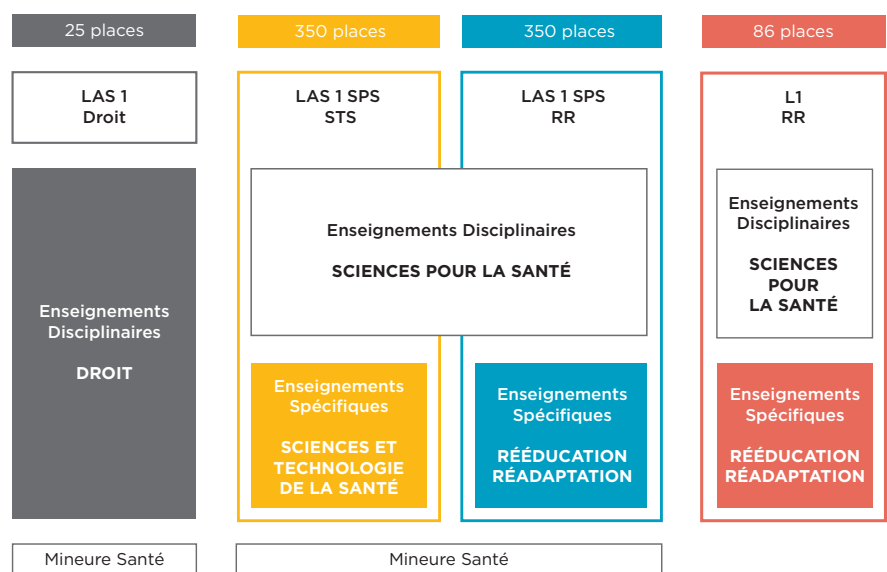 25 places
350 places
350 places
86 places
LAS 1
Droit
LAS 1 SPS
STS
LAS 1 SPS
RR
L1
RR
Enseignements
Disciplinaires
DROIT
Enseignements Disciplinaires
SCIENCES POUR LA SANTÉ
Enseignements
Disciplinaires
SCIENCES
POUR
LA SANTÉ
Enseignements
Spécifiques
SCIENCES ET
TECHNOLOGIE
DE LA SANTÉ
Enseignements
Spécifiques
RÉÉDUCATION
RÉADAPTATION
Enseignements
Spécifiques
RÉÉDUCATION
RÉADAPTATION
Mineure Santé
Mineure Santé